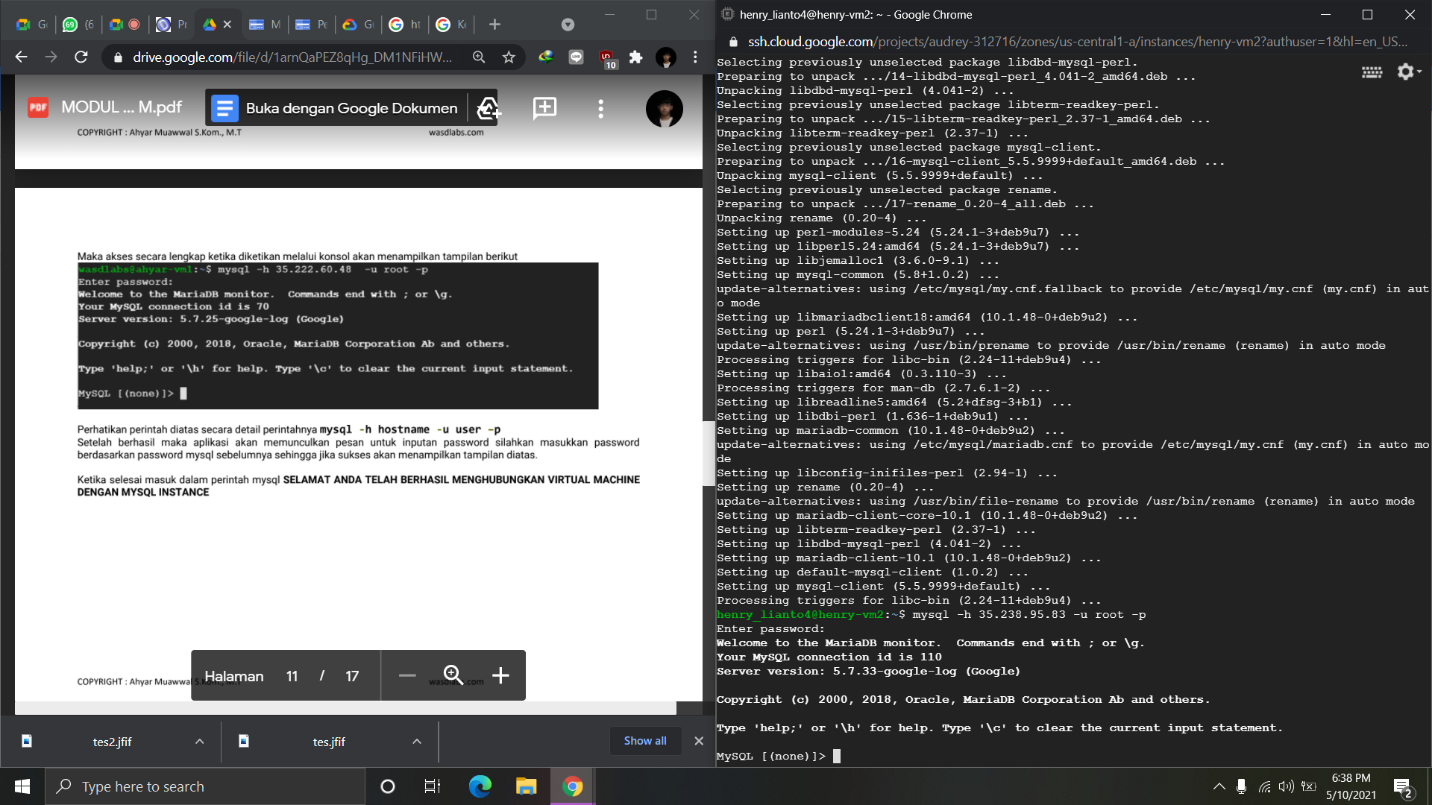 drive.google.com/file/d/1arnQaPEZ8qHg_DM1NFiHW...
10
PDF
MODUL ... M.pdf
Buka dengan Google Dokumen
COPYRIGHT : Ahyar Muawwal S.Kom., M.T
wasdlabs.com
Maka akses secara lengkap ketika diketikan melalui konsol akan menampilkan tampilan berikut
wasdlabs@ahyar-vm1:~$ mysql -h 35.222.60.48 -u root -p
Enter password:
Welcome to the MariaDB monitor. Commands end with ; or \g.
Your MySQL connection id is 70
Server version: 5.7.25-google-log (Google)
Copyright (c) 2000, 2018, Oracle, MariaDB Corporation Ab and others.
Type 'help;' or '\h' for help. Type '\c' to clear the current input statement.
MySQL [(none)]>
Perhatikan perintah diatas secara detail perintahnya mysql -h hostname -u user -p
Setelah berhasil maka aplikasi akan memunculkan pesan untuk inputan password silahkan masukkan password
berdasarkan password mysql sebelumnya sehingga jika sukses akan menampilkan tampilan diatas.
Ketika selesai masuk dalam perintah mysql SELAMAT ANDA TELAH BERHASIL MENGHUBUNGKAN VIRTUAL MACHINE
DENGAN MYSQL INSTANCE
COPYRIGHT : Ahyar Muawwal
Halaman 11 / 17
tes2.jfif
tes.jfif
Show all
henry_lianto4@henry-vm2: ~ - Google Chrome
ssh.cloud.google.com/projects/audrey-312716/zones/us-central1-a/instances/henry-vm2?authuser=1&hl=en_US...
Selecting previously unselected package libdbd-mysql-perl.
Preparing to unpack .../14-libdbd-mysql-perl_4.041-2_amd64.deb ...
Unpacking libdbd-mysql-perl (4.041-2) ...
Selecting previously unselected package libterm-readkey-perl.
Preparing to unpack .../15-libterm-readkey-perl_2.37-1_amd64.deb ...
Unpacking libterm-readkey-perl (2.37-1) ...
Selecting previously unselected package mysql-client.
Preparing to unpack .../16-mysql-client_5.5.9999+default_amd64.deb ...
Unpacking mysql-client (5.5.9999+default) ...
Selecting previously unselected package rename.
Preparing to unpack .../17-rename_0.20-4_all.deb ...
Unpacking rename (0.20-4) ...
Setting up perl-modules-5.24 (5.24.1-3+deb9u7) ...
Setting up libperl5.24:amd64 (5.24.1-3+deb9u7) ...
Setting up libjemalloc1 (3.6.0-9.1) ...
Setting up mysql-common (5.8+1.0.2) ...
update-alternatives: using /etc/mysql/my.cnf.fallback to provide /etc/mysql/my.cnf (my.cnf) in aut
o mode
Setting up libmariadbclient18:amd64 (10.1.48-0+deb9u2) ...
Setting up perl (5.24.1-3+deb9u7) ...
update-alternatives: using /usr/bin/prename to provide /usr/bin/rename (rename) in auto mode
Processing triggers for libc-bin (2.24-11+deb9u4) ...
Setting up libaio1:amd64 (0.3.110-3) ...
Processing triggers for man-db (2.7.6.1-2) ...
Setting up libreadline5:amd64 (5.2+dfsg-3+b1) ...
Setting up libdbi-perl (1.636-1+deb9u1) ...
Setting up mariadb-common (10.1.48-0+deb9u2) ...
update-alternatives: using /etc/mysql/mariadb.cnf to provide /etc/mysql/my.cnf (my.cnf) in auto mo
de
Setting up libconfig-inifiles-perl (2.94-1) ...
Setting up rename (0.20-4) ...
update-alternatives: using /usr/bin/file-rename to provide /usr/bin/rename (rename) in auto mode
Setting up mariadb-client-core-10.1 (10.1.48-0+deb9u2) ...
Setting up libterm-readkey-perl (2.37-1) ...
Setting up libdbd-mysql-perl (4.041-2) ...
Setting up mariadb-client-10.1 (10.1.48-0+deb9u2) ...
Setting up default-mysql-client (1.0.2) ...
Setting up mysql-client (5.5.9999+default) ...
Processing triggers for libc-bin (2.24-11+deb9u4) ...
henry_lianto4@henry-vm2:~$ mysql -h 35.238.95.83 -u root -p
Enter password:
Welcome to the MariaDB monitor. Commands end with ; or \g.
Your MySQL connection id is 110
Server version: 5.7.33-google-log (Google)
Copyright (c) 2000, 2018, Oracle, MariaDB Corporation Ab and others.
Type 'help;' or '\h' for help. Type '\c' to clear the current input statement.
MySQL [(none)]>
Type here to search
6:38 PM
5/10/2021
2